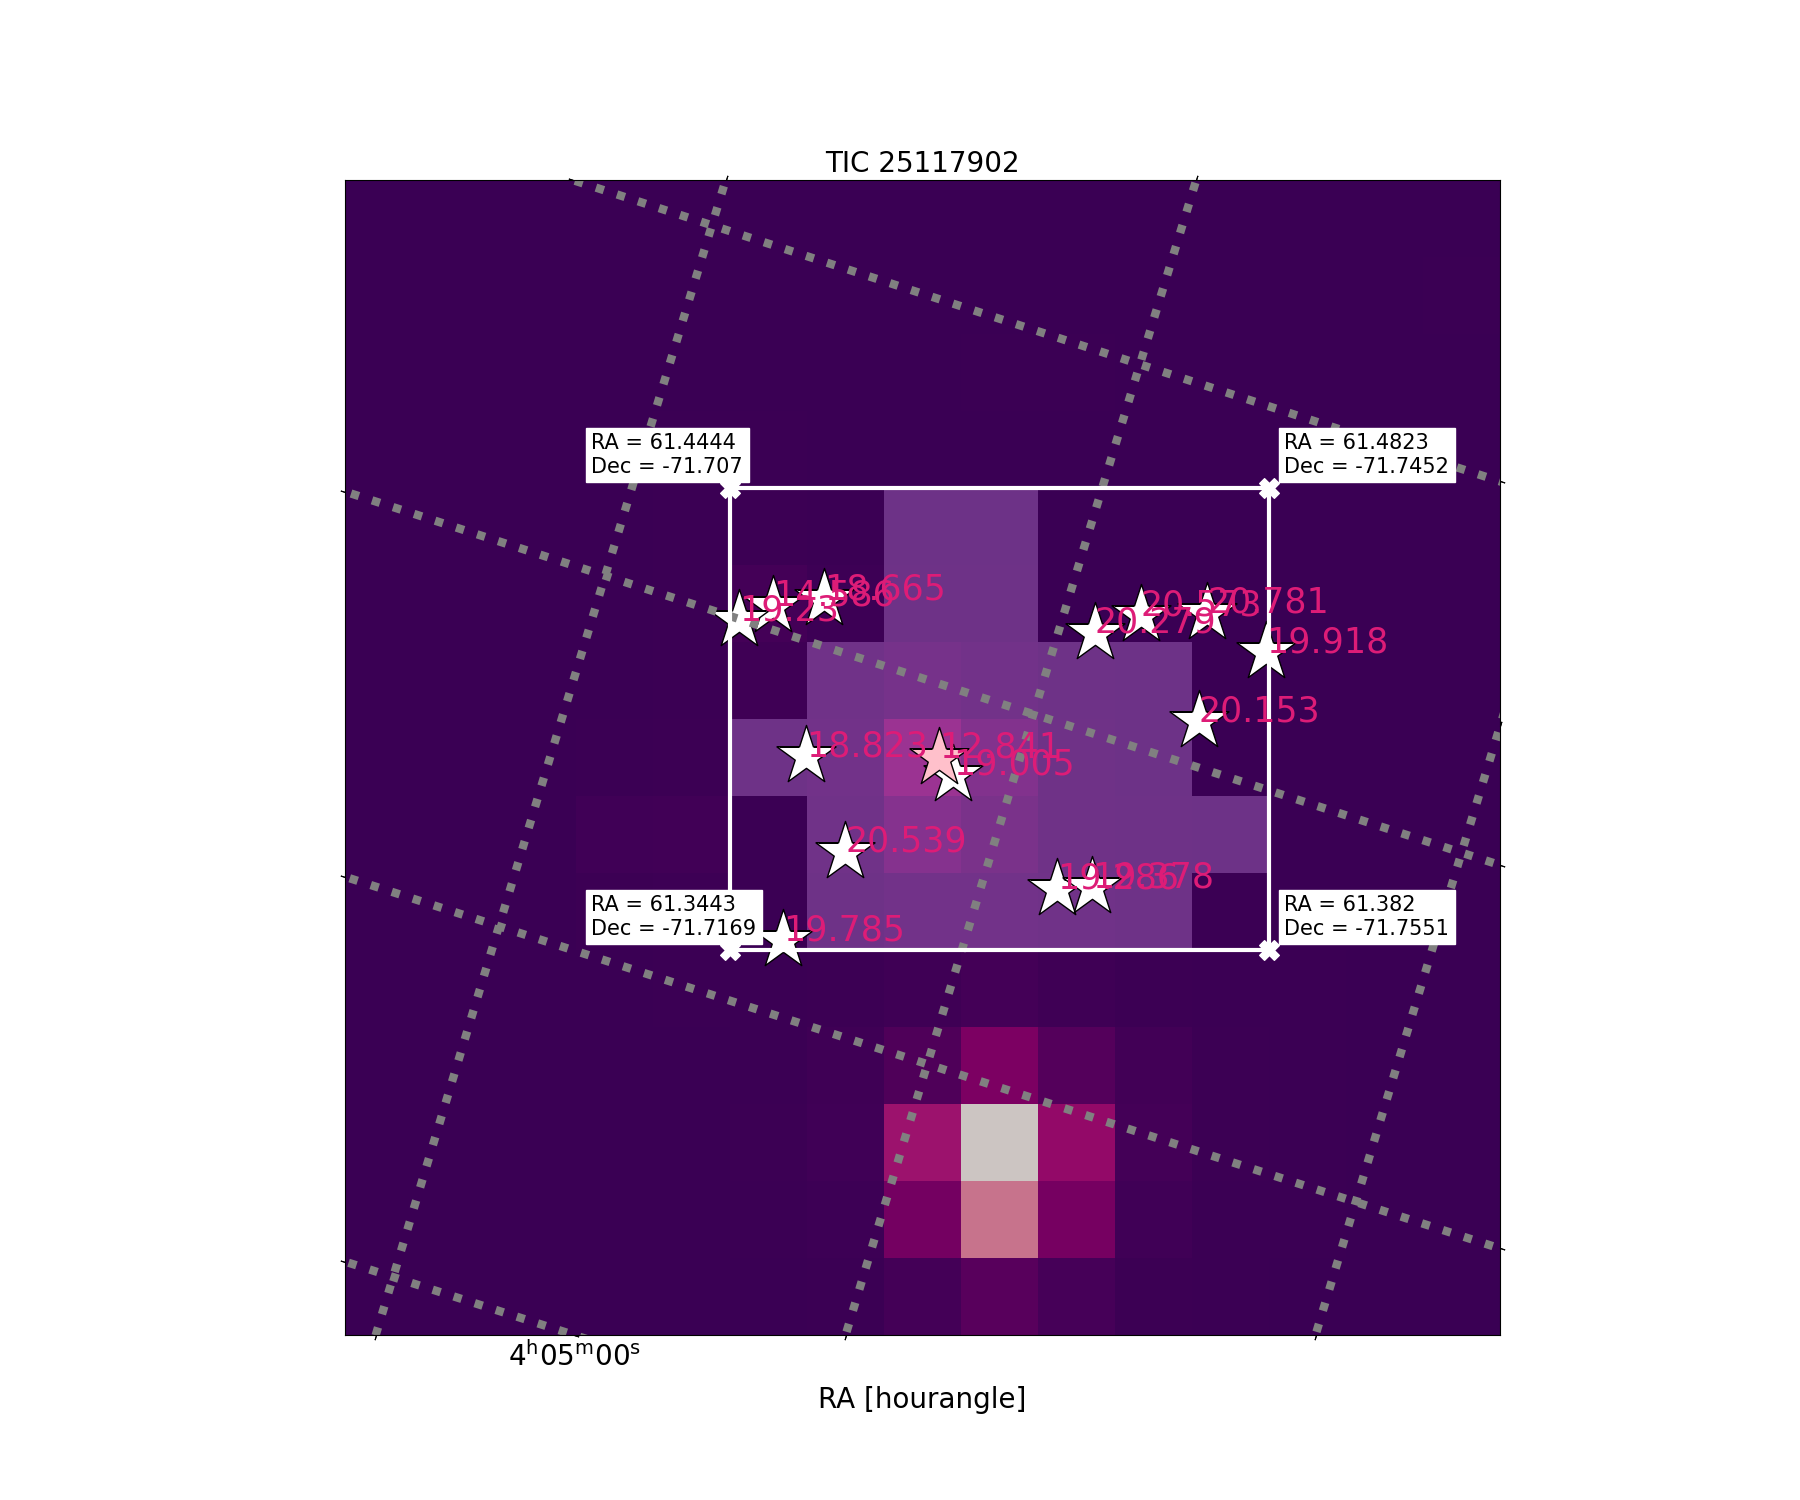 TIC 25117902
RA = 61.4444
Dec = -71.707
RA = 61.4823
Dec = -71.7452
18.665
19.23
20.781
20.279
19.918
20.153
18.823
12.841
19.005
20.539
19.785
RA = 61.3443
Dec = -71.7169
RA = 61.382
Dec = -71.7551
4h05m00s
RA [hourangle]